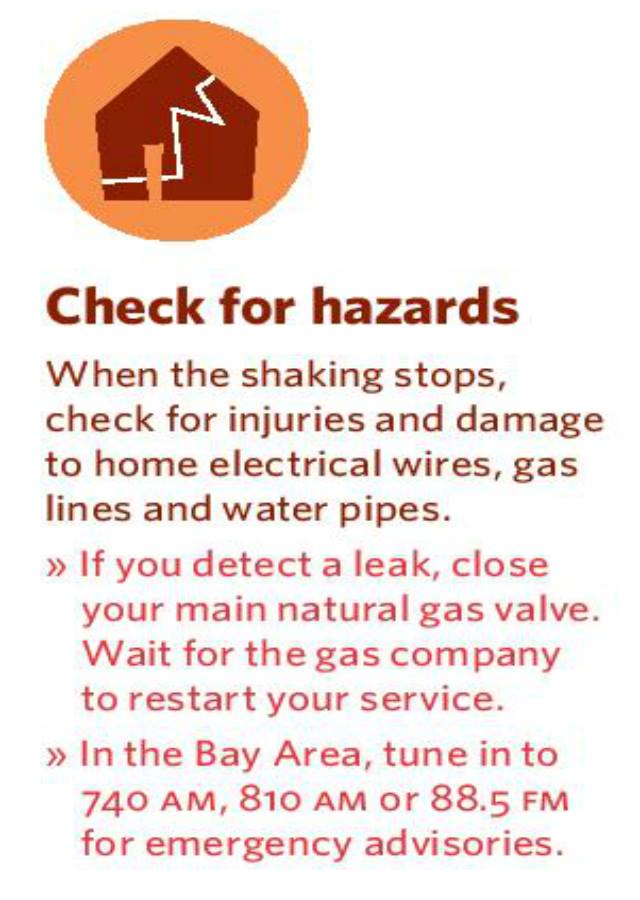 Check for hazards
When the shaking stops,
check for injuries and damage
to home electrical wires, gas
lines and water pipes.
» If you detect a leak, close
your main natural gas valve.
Wait for the gas company
to restart your service.
» In the Bay Area, tune in to
740 AM, 810 AM or 88.5 FM
for emergency advisories.